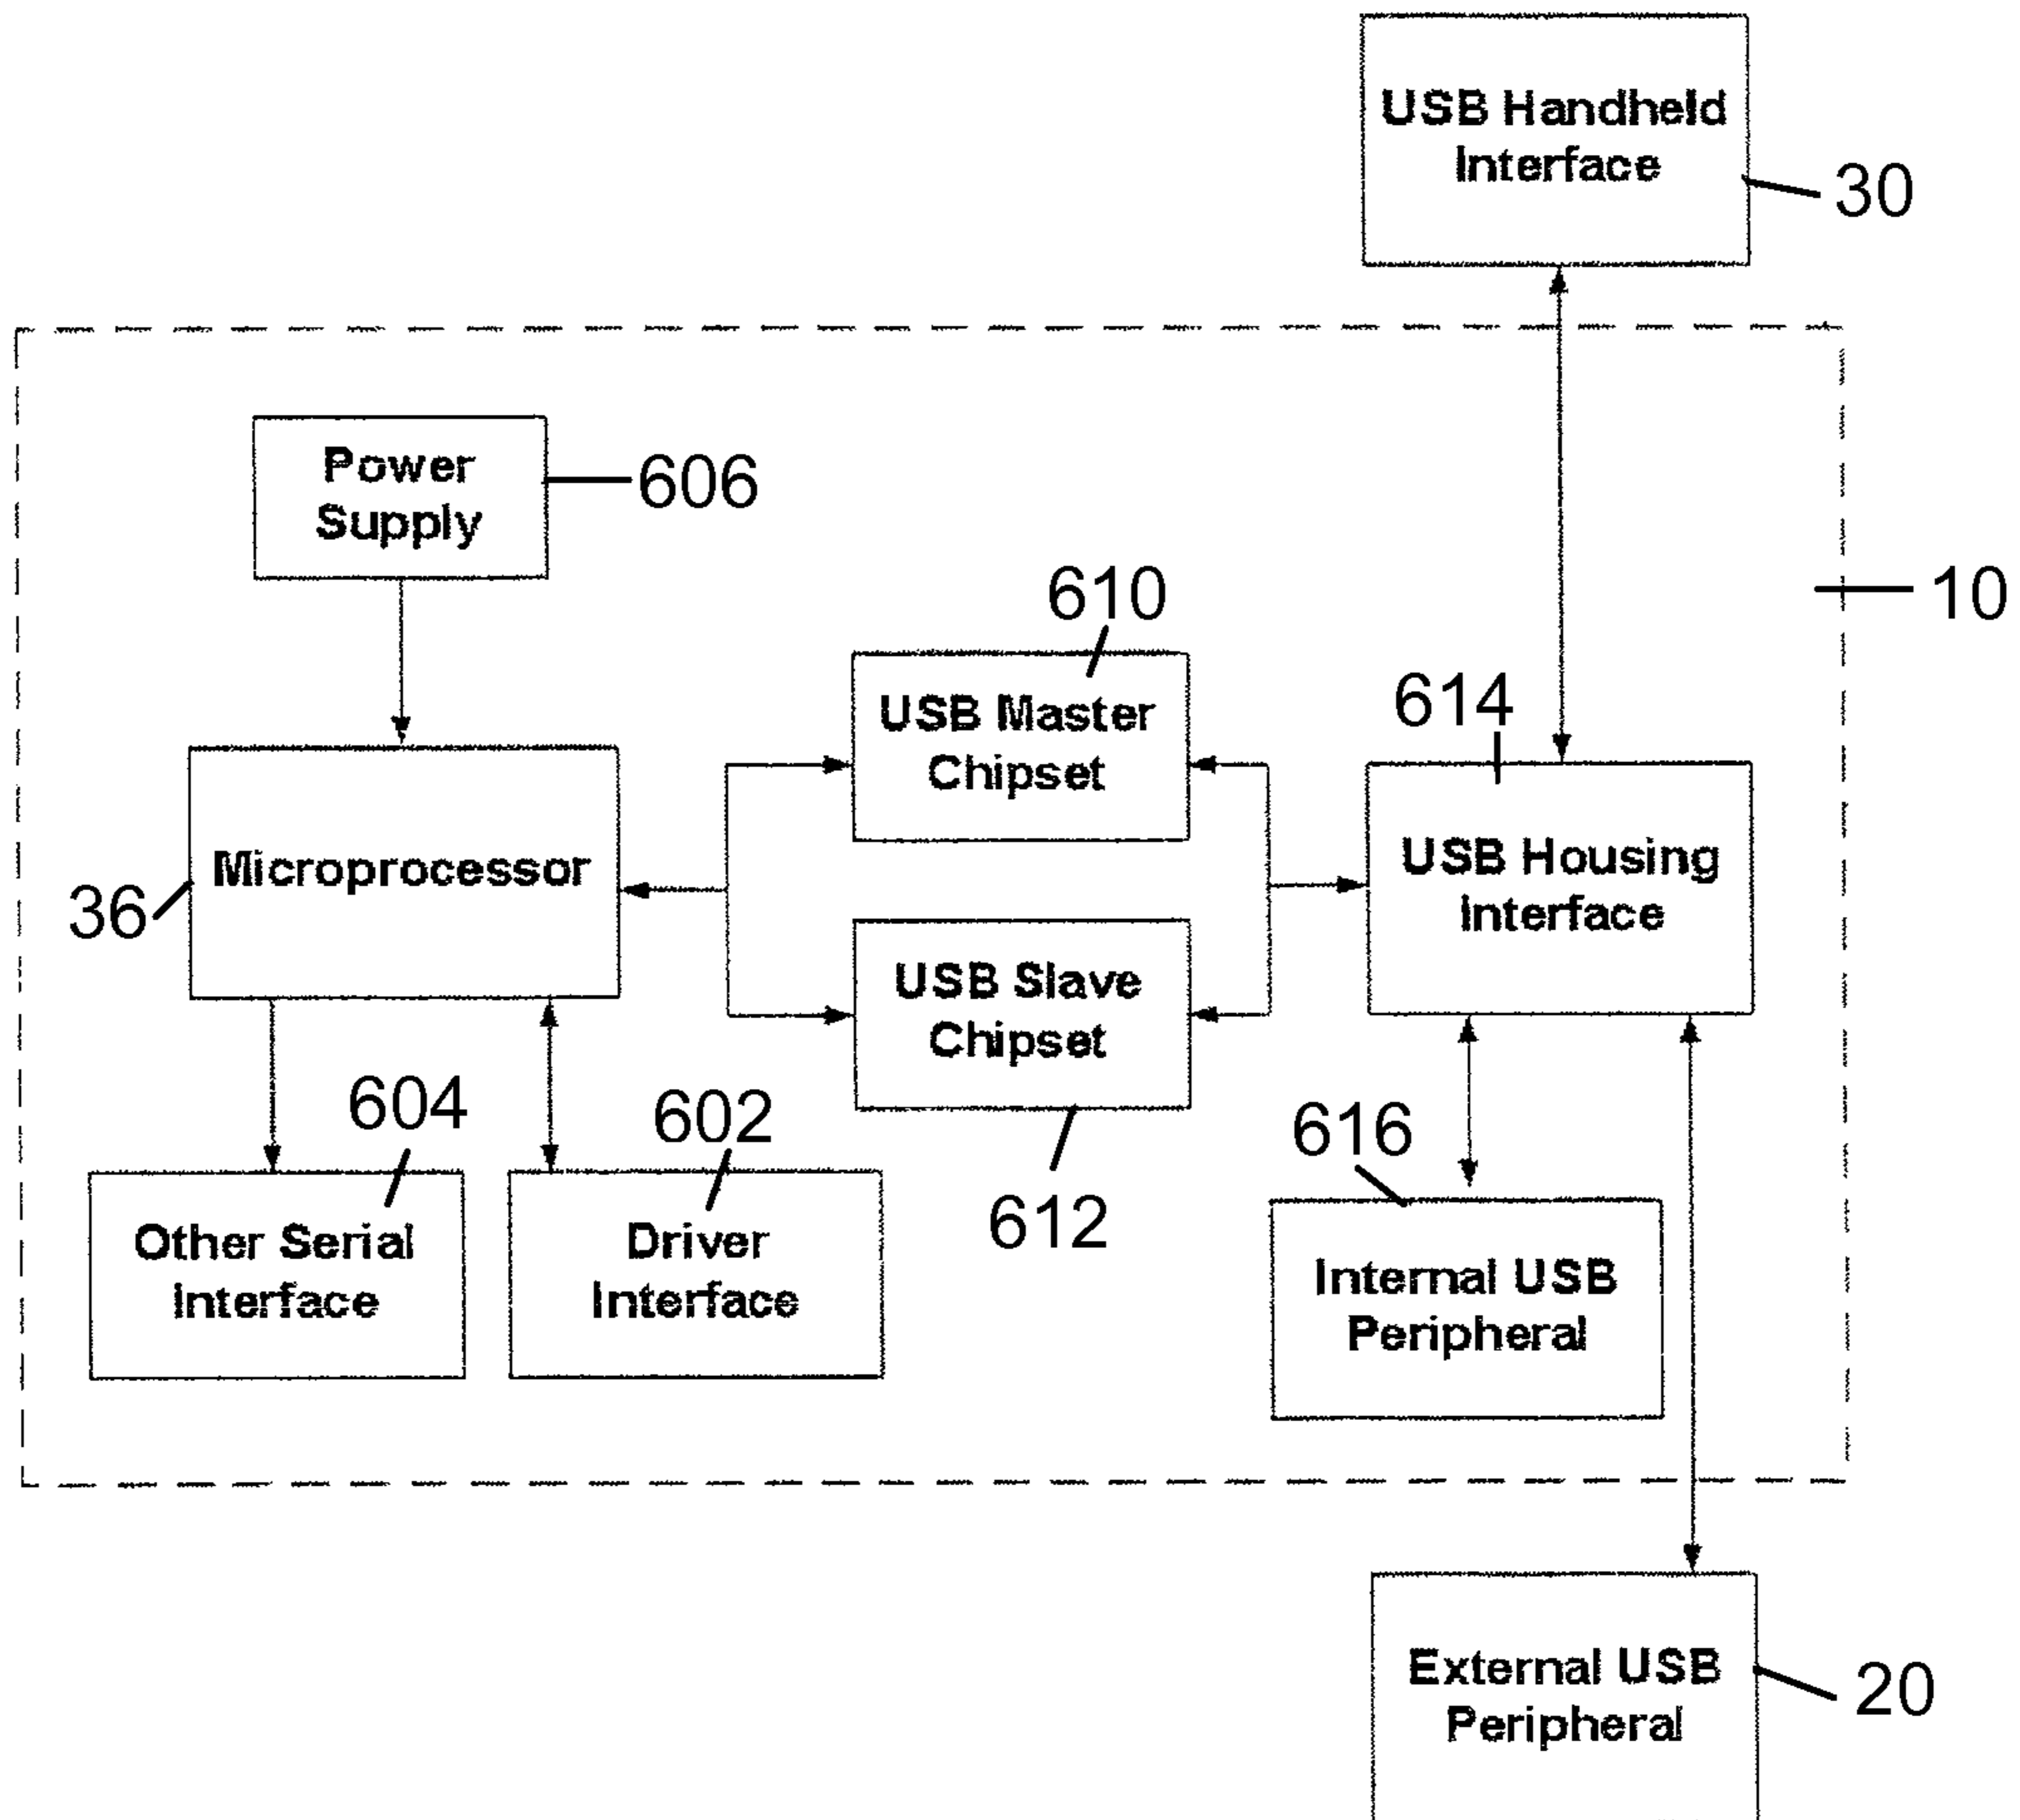 USB Handheld
Interface
30
Power
Supply
606
10
610
USB Master
Chipset
614
Microprocessor
36
USB Housing
Interface
USB Slave
Chipset
604
602
612
616
Other Serial
Interface
Driver
Interface
Internal USB
Peripheral
External USB
Peripheral
20